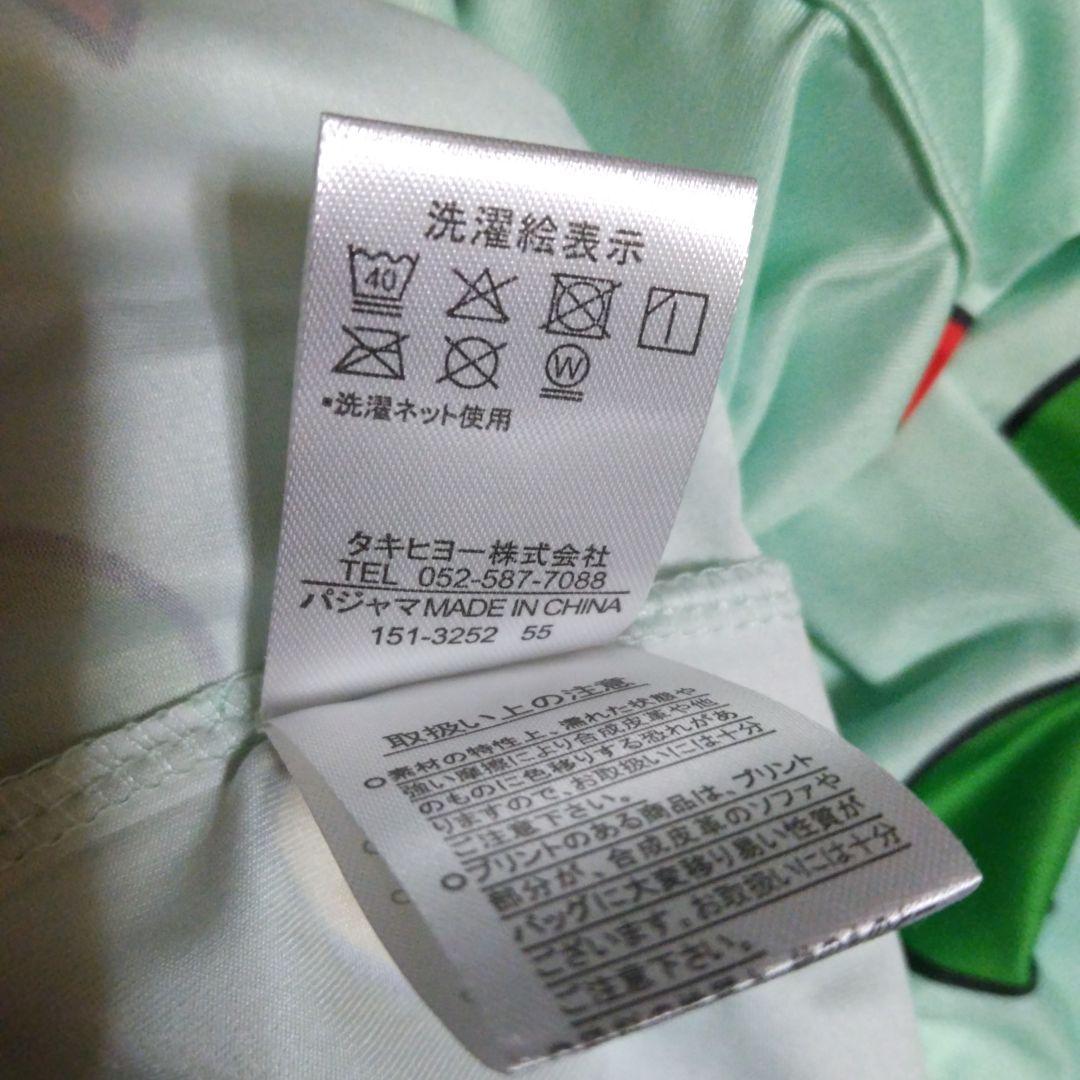 洗濯絵表示
40
W
•洗濯ネット使用
タキヒヨー株式会社
TEL 052-587-7088
パジャマMADE IN CHINA
151-3252 55
取扱い上の注意
○素材の特性上、濡れた状態や
強い摩擦により合成皮革や他
のものに色移りする恐れがあ
りますので、お取扱いには十分
ご注意下さい。
○プリントのある商品は、プリント
部分が、合成皮革のソファや
バッグに大変移り易い性質が
ございます。お取扱いには十分
ご注意下さい。